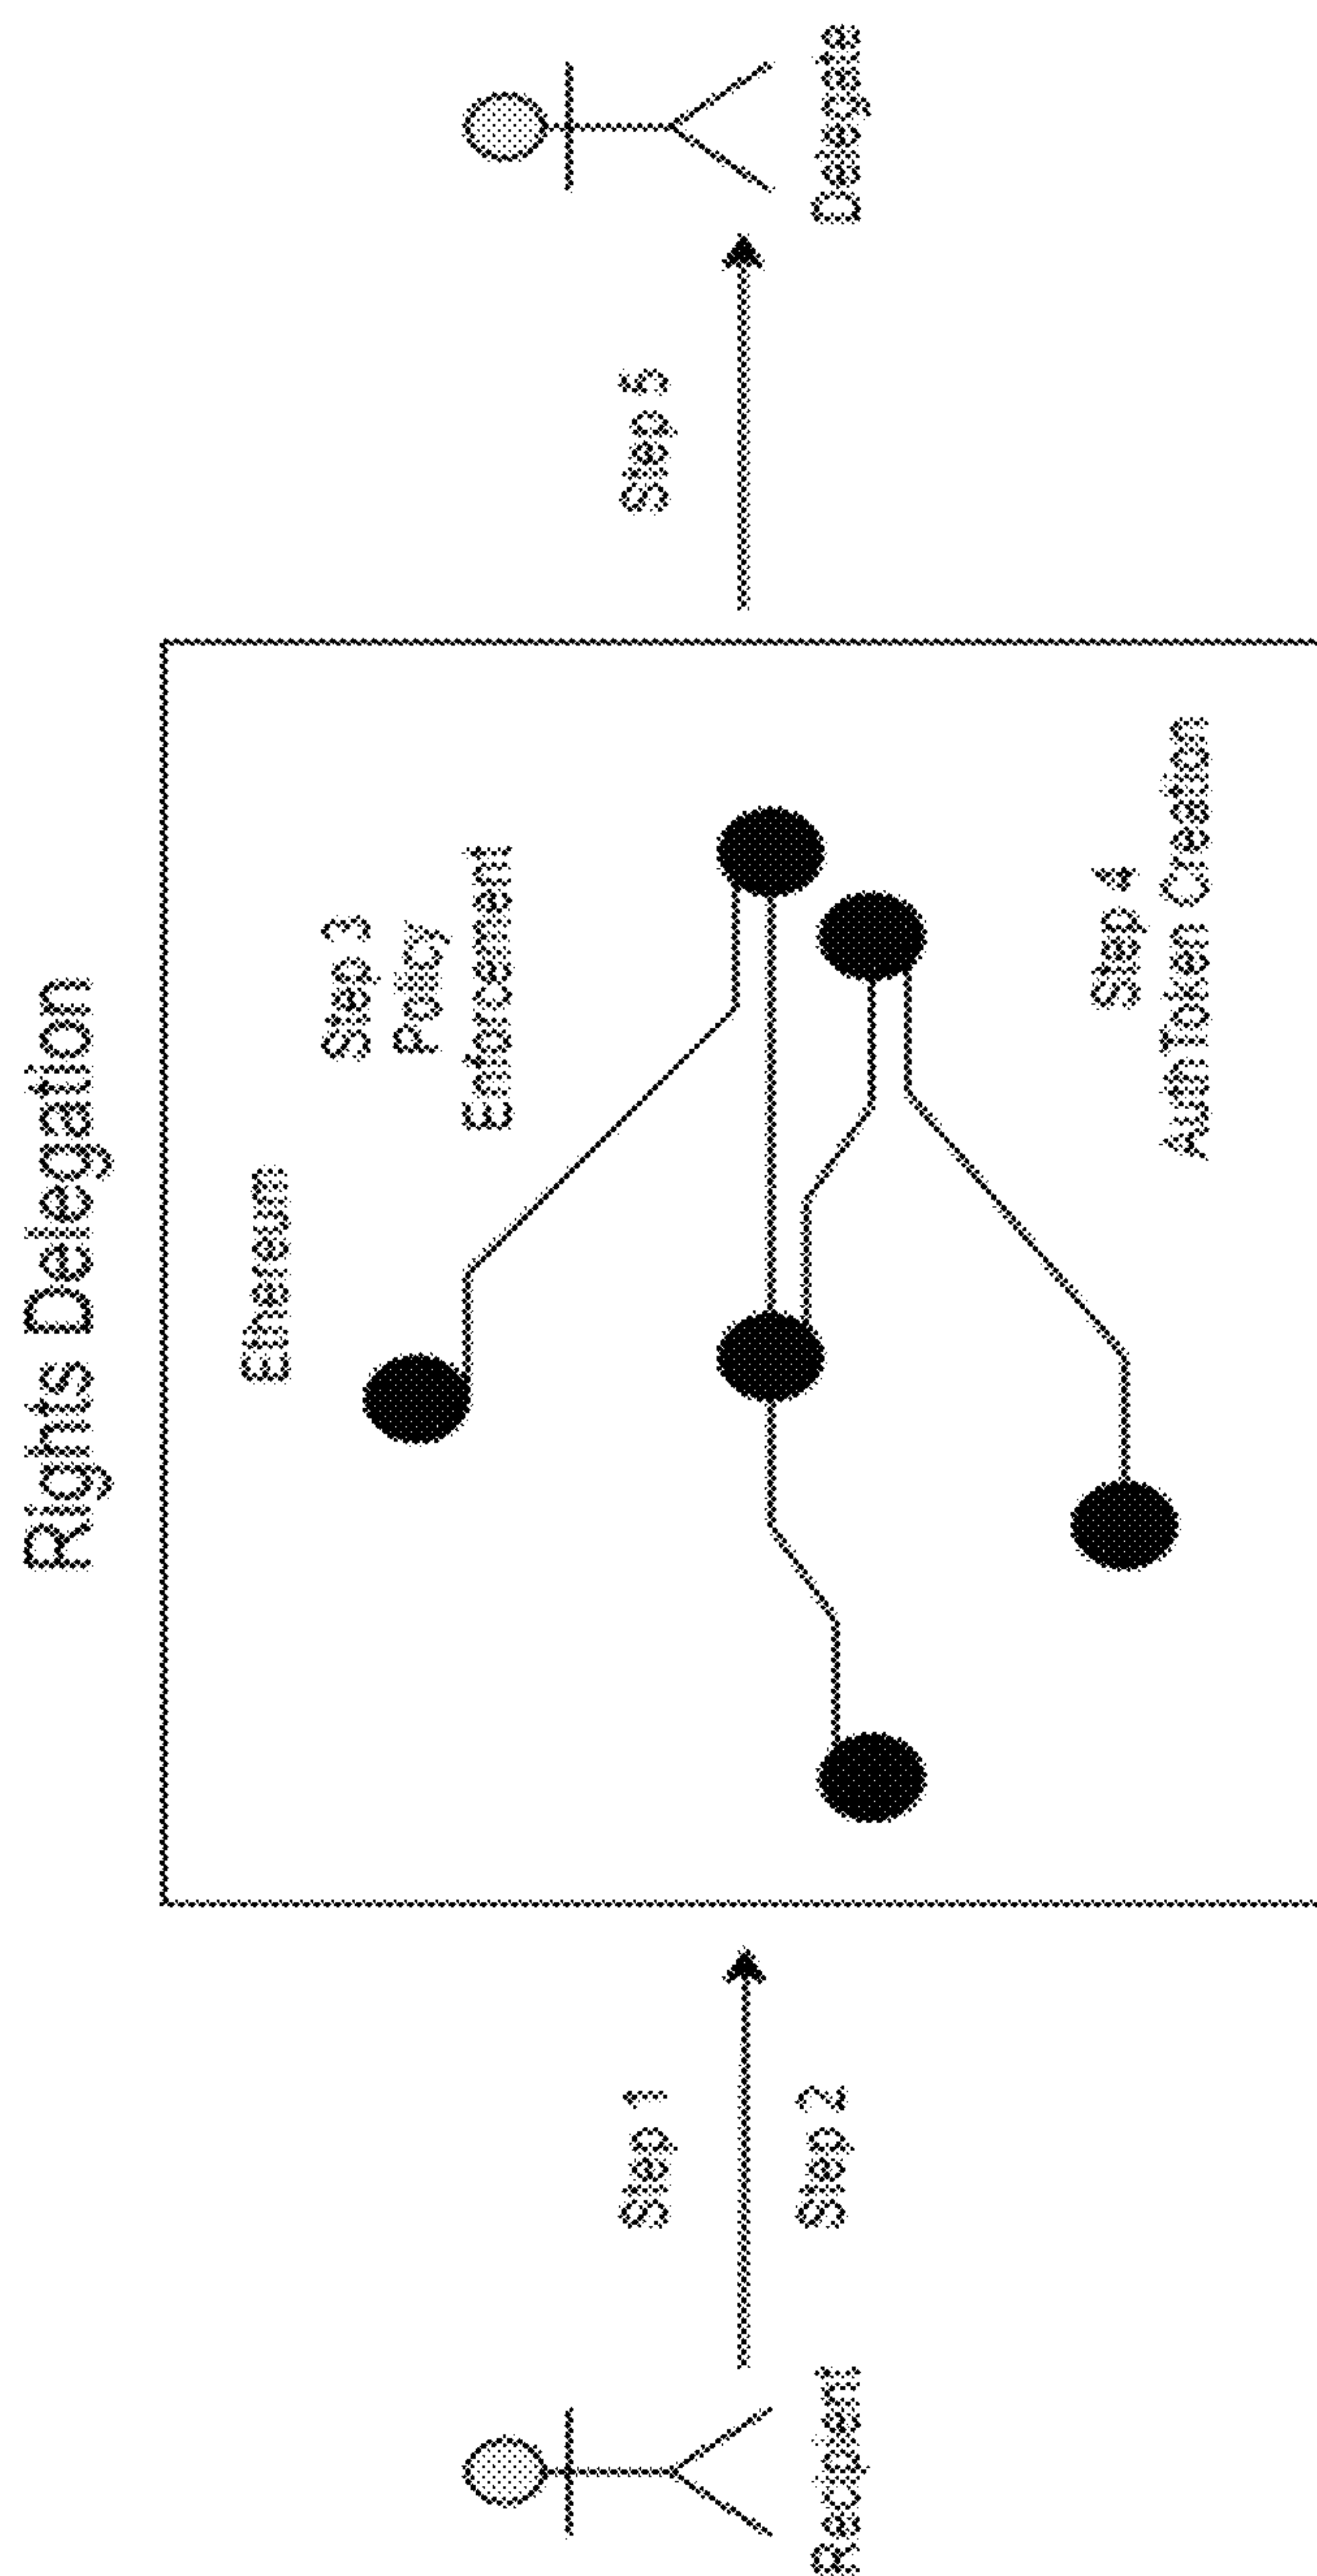 Rights Delegation
Ethereum
Step 3
Policy
Enforcement
Step 1
Step 2
Step 5
Recipient
Delegate
Step 4
Auth Token Creation